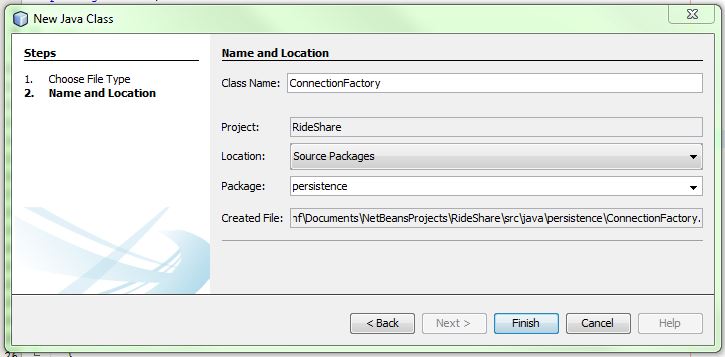 New Java Class
Steps
1. Choose File Type
2. Name and Location
Name and Location
Class Name: ConnectionFactory
Project: RideShare
Location: Source Packages
Package: persistence
Created File: nf\Documents\NetBeansProjects\RideShare\src\java\persistence\ConnectionFactory.
< Back Next > Finish Cancel Help
26 }